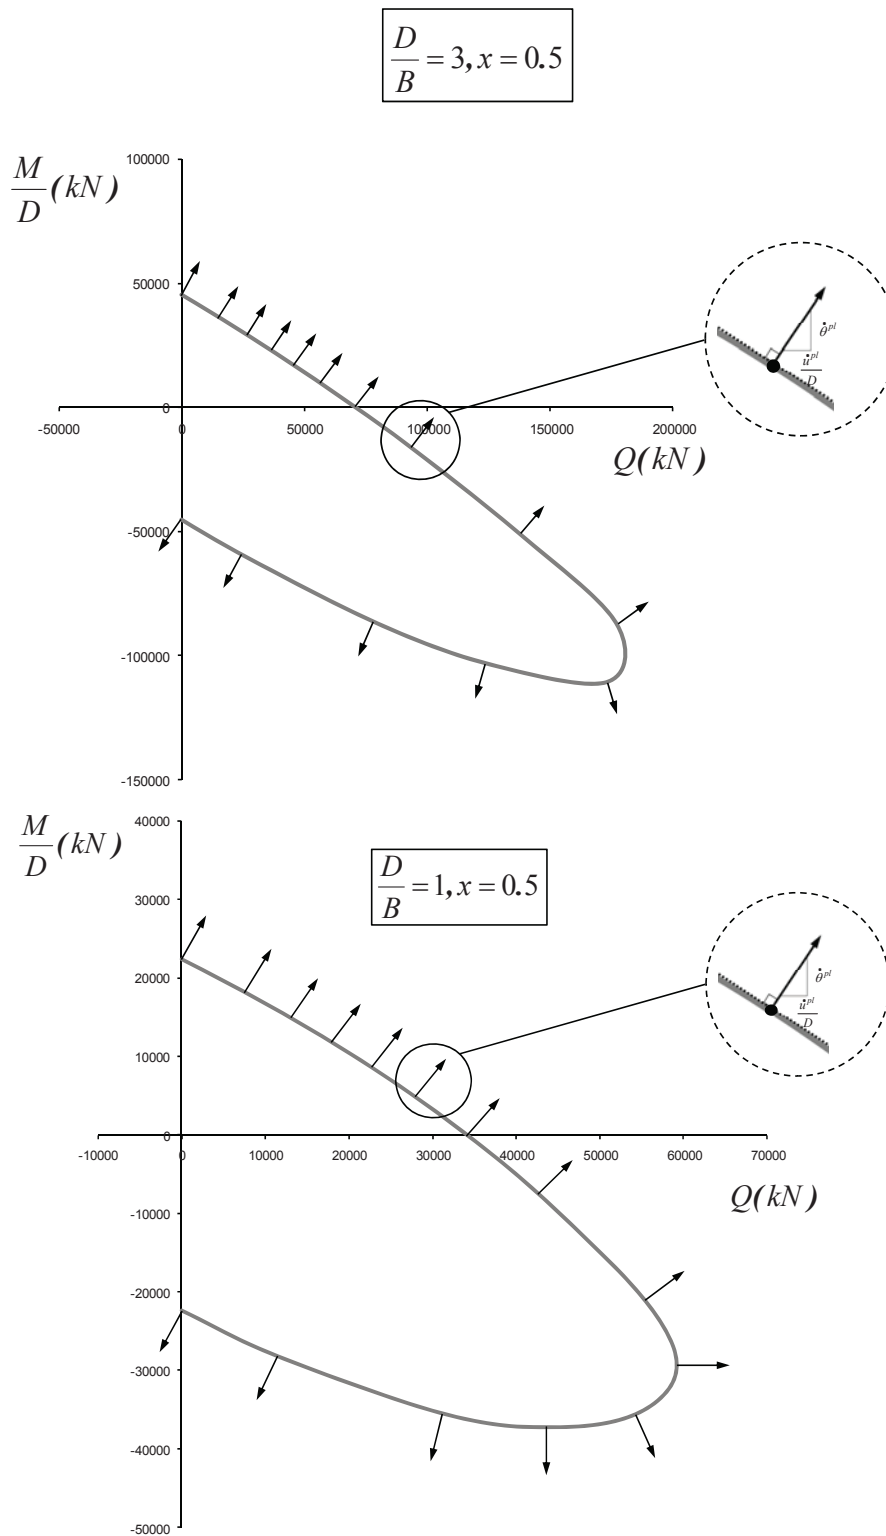 D/B = 3, x = 0.5
M/D (kN)
100000
50000
0
-50000
-100000
-150000
-50000 0 50000 100000 150000 200000
Q(kN)
θ̇^pl
u̇^pl/D
M/D (kN)
D/B = 1, x = 0.5
40000
30000
20000
10000
0
-10000
-20000
-30000
-40000
-50000
-10000 0 10000 20000 30000 40000 50000 60000 70000
Q(kN)
θ̇^pl
u̇^pl/D